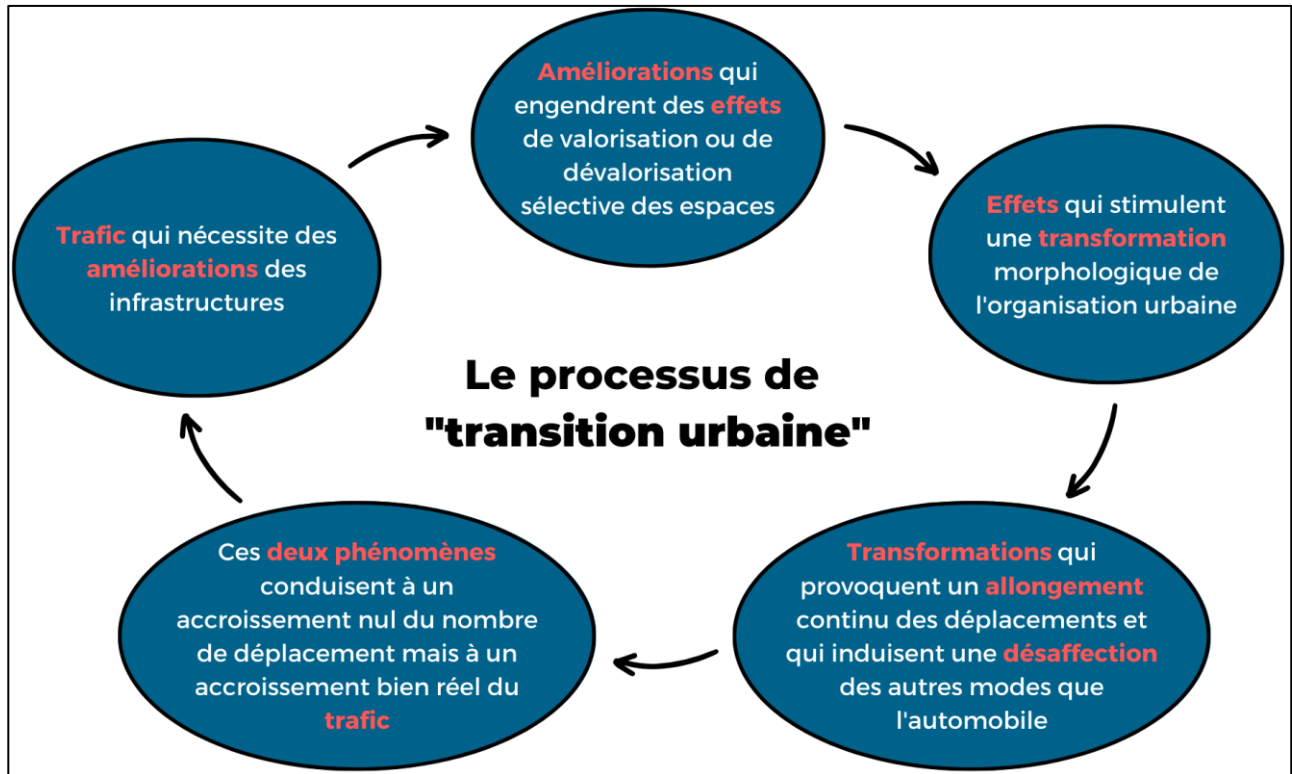 Améliorations qui
engendrent des effets
de valorisation ou de
dévalorisation
sélective des espaces
Effets qui stimulent
une transformation
morphologique de
l'organisation urbaine
Transformations qui
provoquent un allongement
continu des déplacements et
qui induisent une désaffection
des autres modes que
l'automobile
Ces deux phénomènes
conduisent à un
accroissement nul du nombre
de déplacement mais à un
accroissement bien réel du
trafic
Trafic qui nécessite des
améliorations des
infrastructures
Le processus de
"transition urbaine"